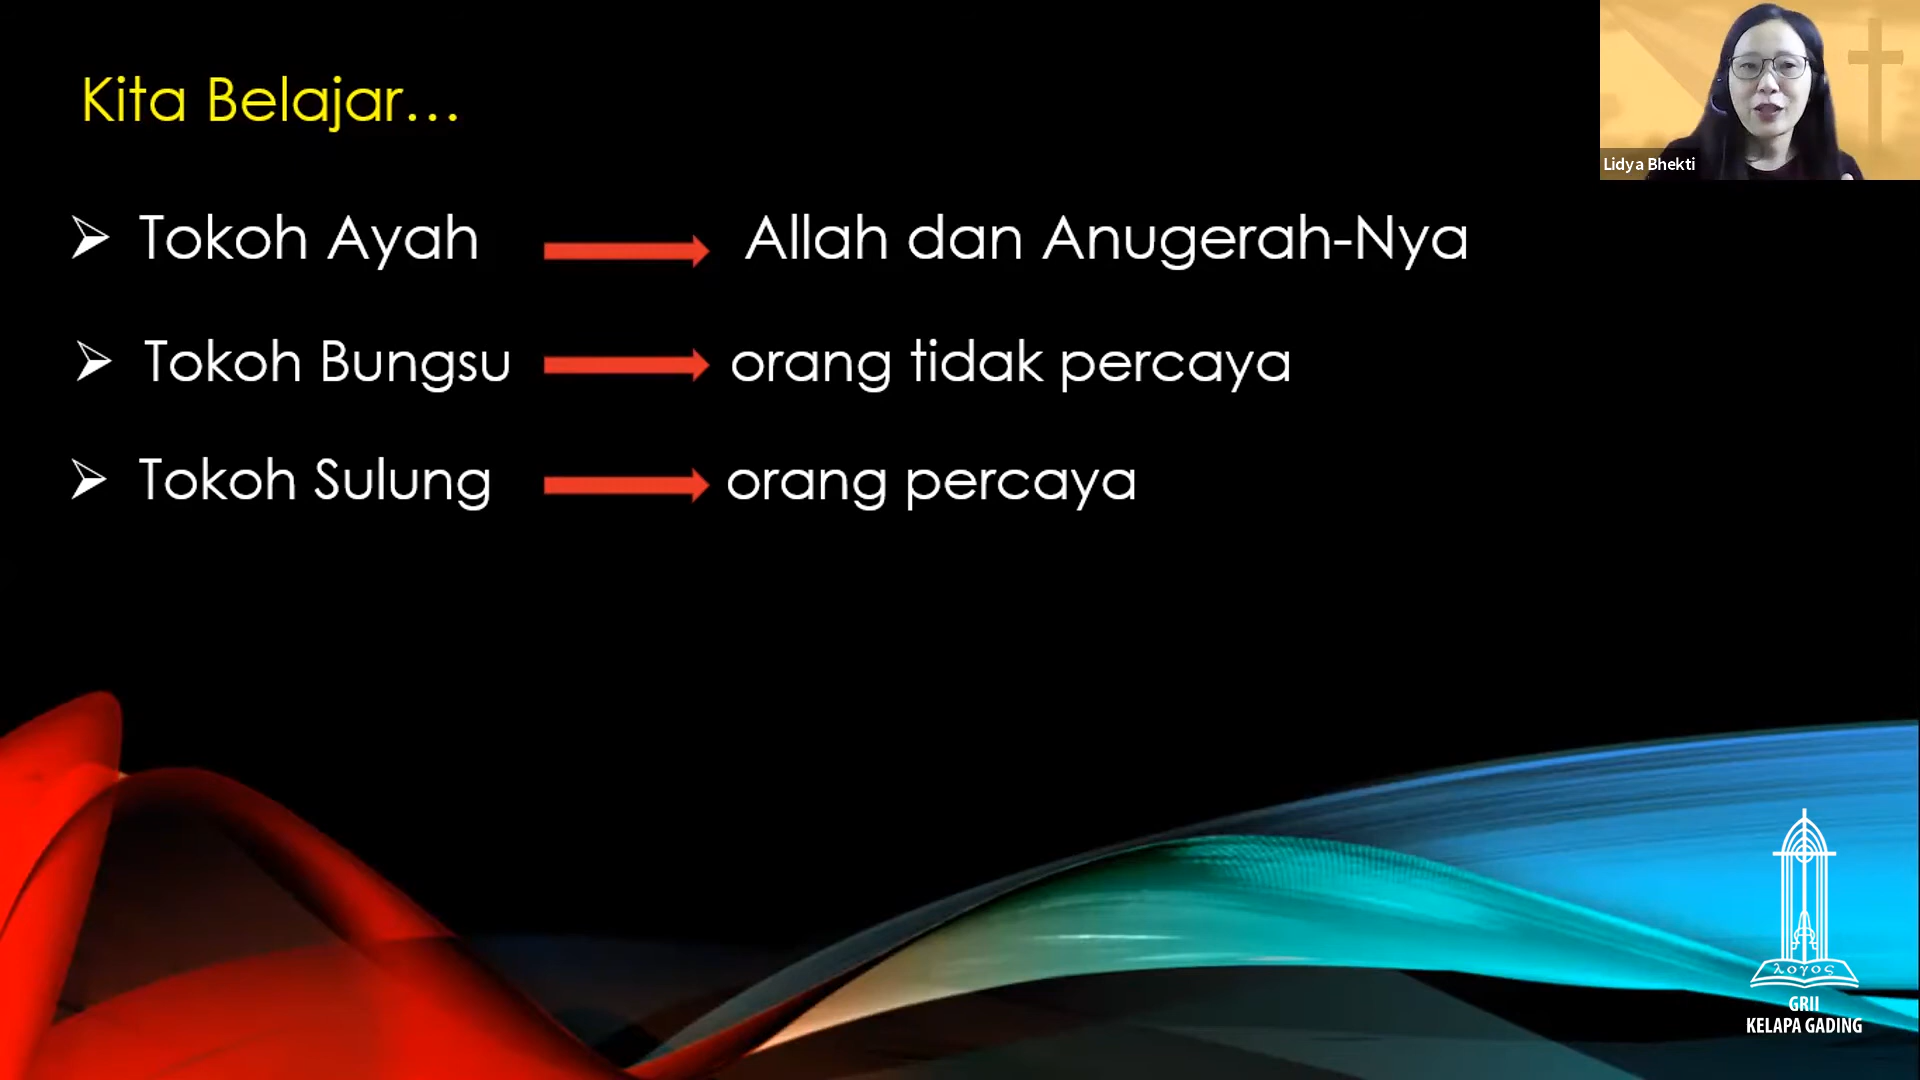 Kita Belajar...
Tokoh Ayah Allah dan Anugerah-Nya
Tokoh Bungsu orang tidak percaya
Tokoh Sulung orang percaya
Lidya Bhekti
λογος
GRII
KELAPA GADING